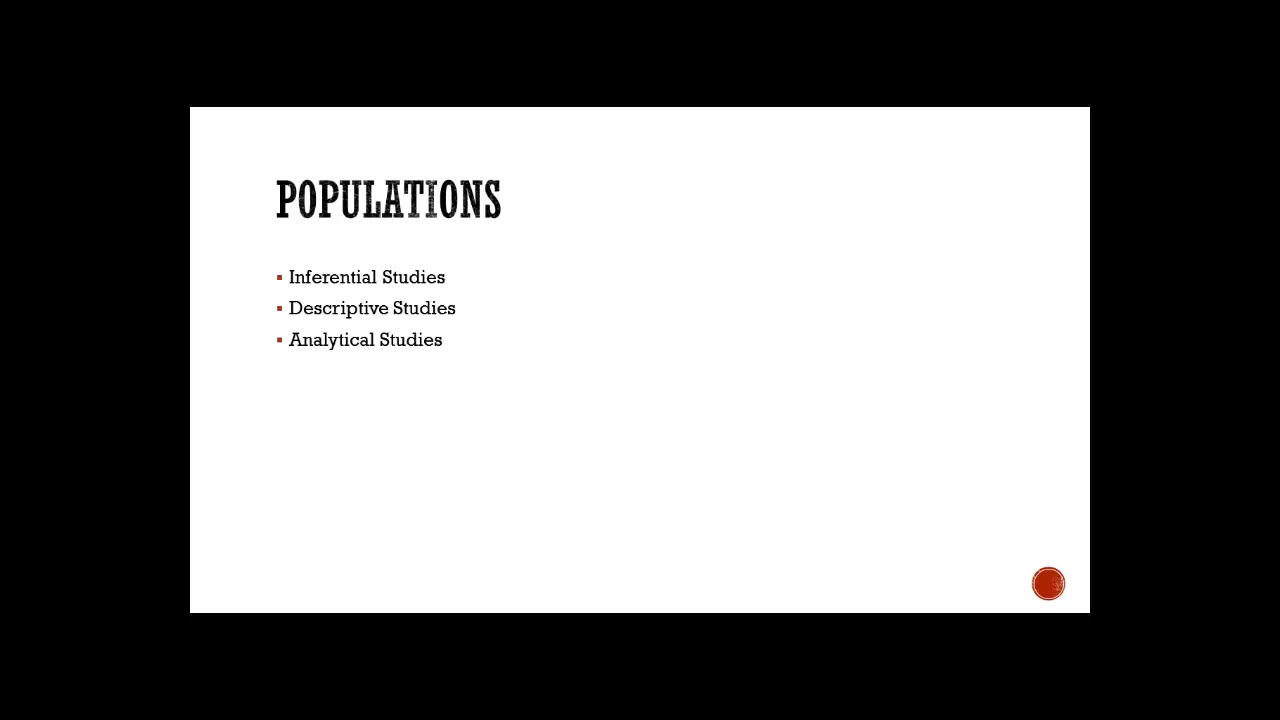 POPULATIONS
Inferential Studies
Descriptive Studies
Analytical Studies